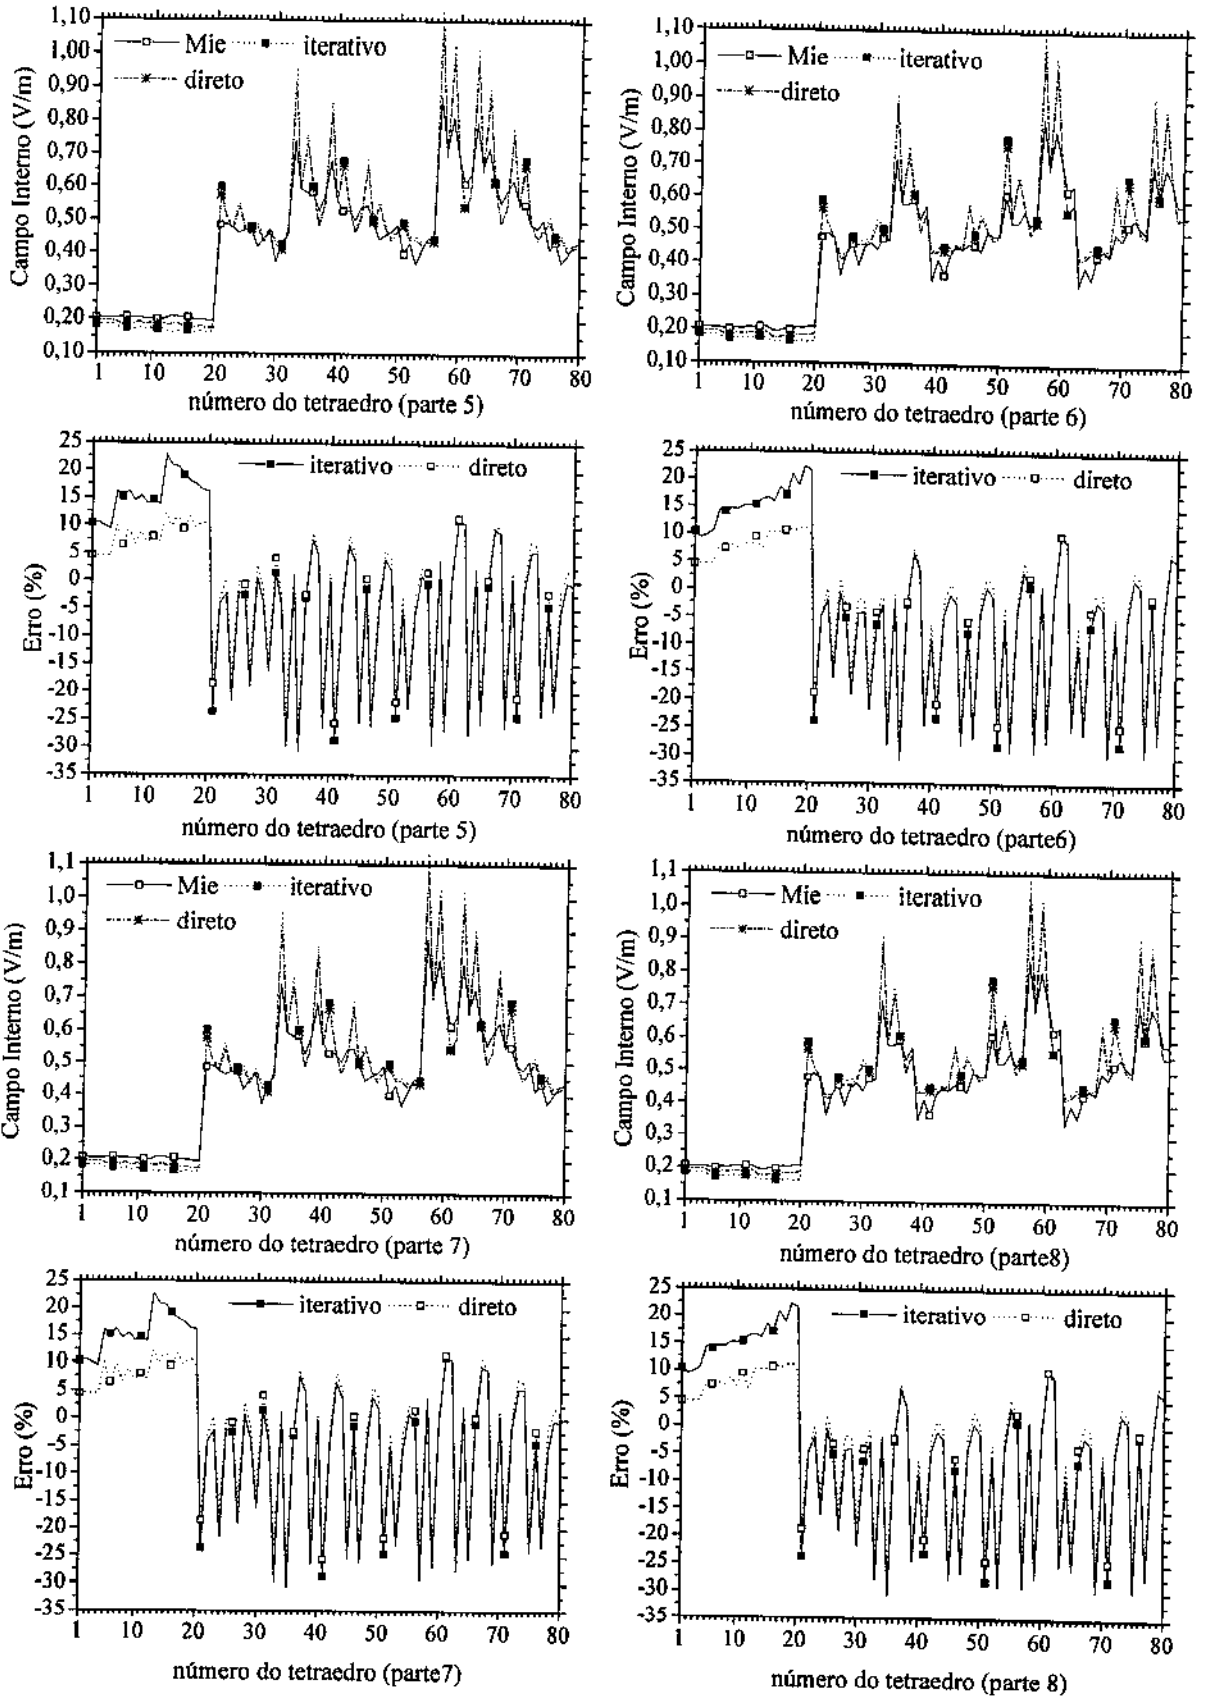 Campo Interno (V/m)
1,10
1,00
0,90
0,80
0,70
0,60
0,50
0,40
0,30
0,20
0,10
Mie
iterativo
direto
1 10 20 30 40 50 60 70 80
número do tetraedro (parte 5)
Campo Interno (V/m)
1,10
1,00
0,90
0,80
0,70
0,60
0,50
0,40
0,30
0,20
0,10
Mie
iterativo
direto
1 10 20 30 40 50 60 70 80
número do tetraedro (parte 6)
Erro (%)
25
20
15
10
5
0
-5
-10
-15
-20
-25
-30
-35
iterativo
direto
1 10 20 30 40 50 60 70 80
número do tetraedro (parte 5)
Erro (%)
25
20
15
10
5
0
-5
-10
-15
-20
-25
-30
-35
iterativo
direto
1 10 20 30 40 50 60 70 80
número do tetraedro (parte6)
Campo Interno (V/m)
1,1
1,0
0,9
0,8
0,7
0,6
0,5
0,4
0,3
0,2
0,1
Mie
iterativo
direto
1 10 20 30 40 50 60 70 80
número do tetraedro (parte 7)
Campo Interno (V/m)
1,1
1,0
0,9
0,8
0,7
0,6
0,5
0,4
0,3
0,2
0,1
Mie
iterativo
direto
1 10 20 30 40 50 60 70 80
número do tetraedro (parte8)
Erro (%)
25
20
15
10
5
0
-5
-10
-15
-20
-25
-30
-35
iterativo
direto
1 10 20 30 40 50 60 70 80
número do tetraedro (parte7)
Erro (%)
25
20
15
10
5
0
-5
-10
-15
-20
-25
-30
-35
iterativo
direto
1 10 20 30 40 50 60 70 80
número do tetraedro (parte 8)